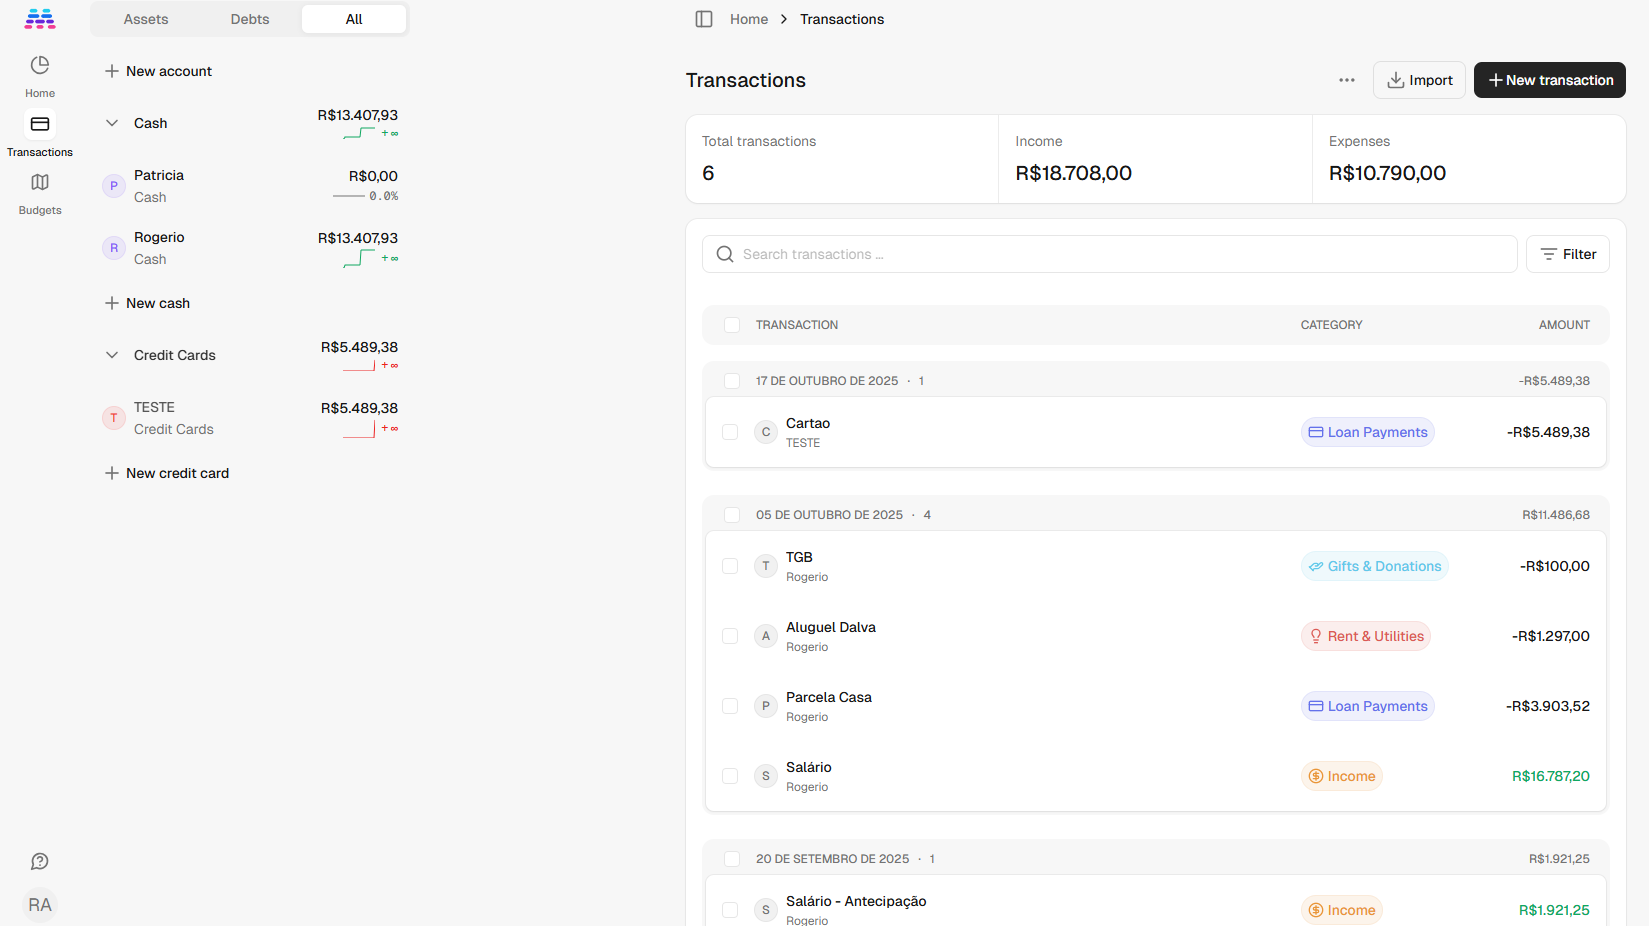 Assets Debts All
Home
Transactions
Budgets
New account
Cash R$13.407,93
+∞
P Patricia R$0,00
Cash 0.0%
R Rogerio R$13.407,93
Cash +∞
New cash
Credit Cards R$5.489,38
+∞
T TESTE R$5.489,38
Credit Cards +∞
New credit card
RA
Home > Transactions
Transactions
Import
New transaction
Total transactions
6
Income
R$18.708,00
Expenses
R$10.790,00
Search transactions ...
Filter
TRANSACTION CATEGORY AMOUNT
17 DE OUTUBRO DE 2025 · 1 -R$5.489,38
C Cartao Loan Payments -R$5.489,38
TESTE
05 DE OUTUBRO DE 2025 · 4 R$11.486,68
T TGB Gifts & Donations -R$100,00
Rogerio
A Aluguel Dalva Rent & Utilities -R$1.297,00
Rogerio
P Parcela Casa Loan Payments -R$3.903,52
Rogerio
S Salário Income R$16.787,20
Rogerio
20 DE SETEMBRO DE 2025 · 1 R$1.921,25
S Salário - Antecipação Income R$1.921,25
Rogerio